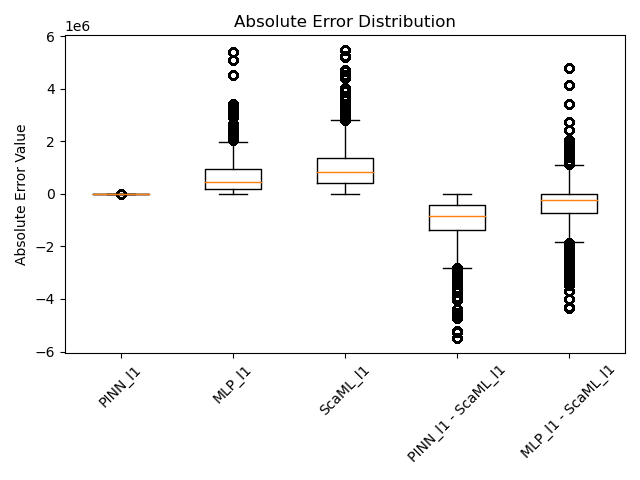 Absolute Error Distribution
1e6
6
4
2
0
−2
−4
−6
Absolute Error Value
PINN_l1
MLP_l1
ScaML_l1
PINN_l1 - ScaML_l1
MLP_l1 - ScaML_l1